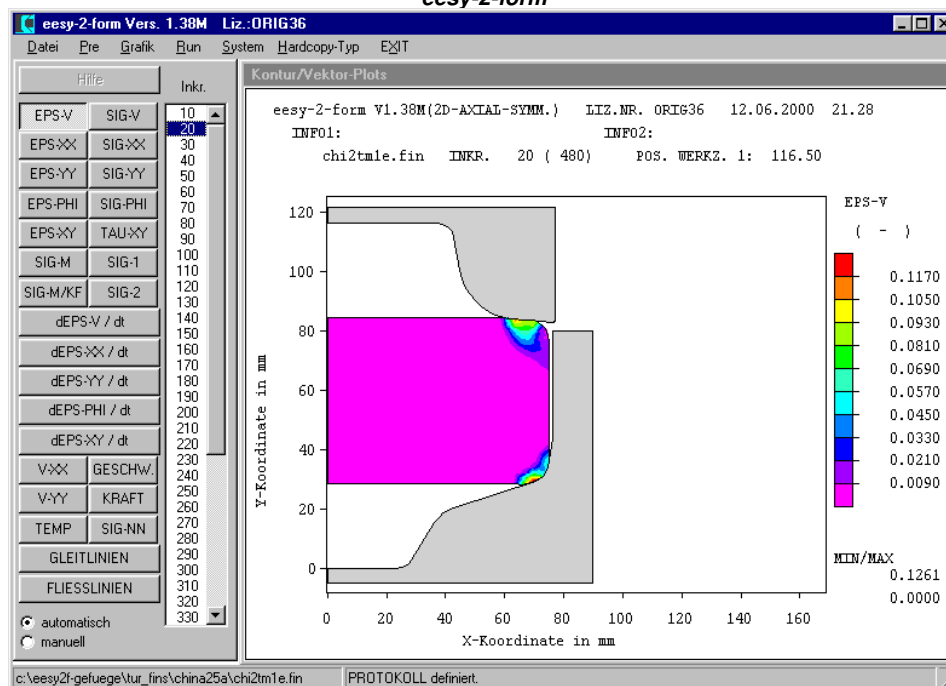 eesy-2-form
eesy-2-form Vers. 1.38M Liz.:ORIG36
Datei Pre Grafik Run System Hardcopy-Typ EXIT
Hilfe
Inkr.
EPS-V SIG-V
EPS-XX SIG-XX
EPS-YY SIG-YY
EPS-PHI SIG-PHI
EPS-XY TAU-XY
SIG-M SIG-1
SIG-M/KF SIG-2
dEPS-V / dt
dEPS-XX / dt
dEPS-YY / dt
dEPS-PHI / dt
dEPS-XY / dt
V-XX GESCHW.
V-YY KRAFT
TEMP SIG-NN
GLEITLINIEN
FLIESSLINIEN
automatisch
manuell
10
20
30
40
50
60
70
80
90
100
110
120
130
140
150
160
170
180
190
200
210
220
230
240
250
260
270
280
290
300
310
320
330
Kontur/Vektor-Plots
eesy-2-form V1.38M(2D-AXIAL-SYMM.) LIZ.NR. ORIG36 12.06.2000 21.28
INFO1: INFO2:
chi2tm1e.fin INKR. 20 ( 480) POS. WERKZ. 1: 116.50
EPS-V
( - )
0.1170
0.1050
0.0930
0.0810
0.0690
0.0570
0.0450
0.0330
0.0210
0.0090
MIN/MAX
0.1261
0.0000
120
100
80
60
40
20
0
Y-Koordinate in mm
0 20 40 60 80 100 120 140 160
X-Koordinate in mm
c:\eesy2f-gefuege\tur_fins\china25a\chi2tm1e.fin PROTOKOLL definiert.